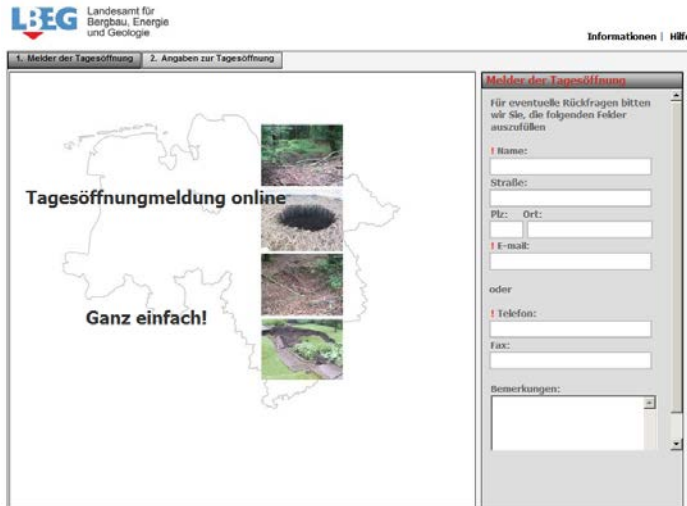 LBEG
Landesamt für
Bergbau, Energie
und Geologie
Informationen | Hilfe
1. Melder der Tagesöffnung
2. Angaben zur Tagesöffnung
Tagesöffnungmeldung online
Ganz einfach!
Melder der Tagesöffnung
Für eventuelle Rückfragen bitten
wir Sie, die folgenden Felder
auszufüllen
! Name:
Straße:
Plz: Ort:
! E-mail:
oder
! Telefon:
Fax:
Bemerkungen: